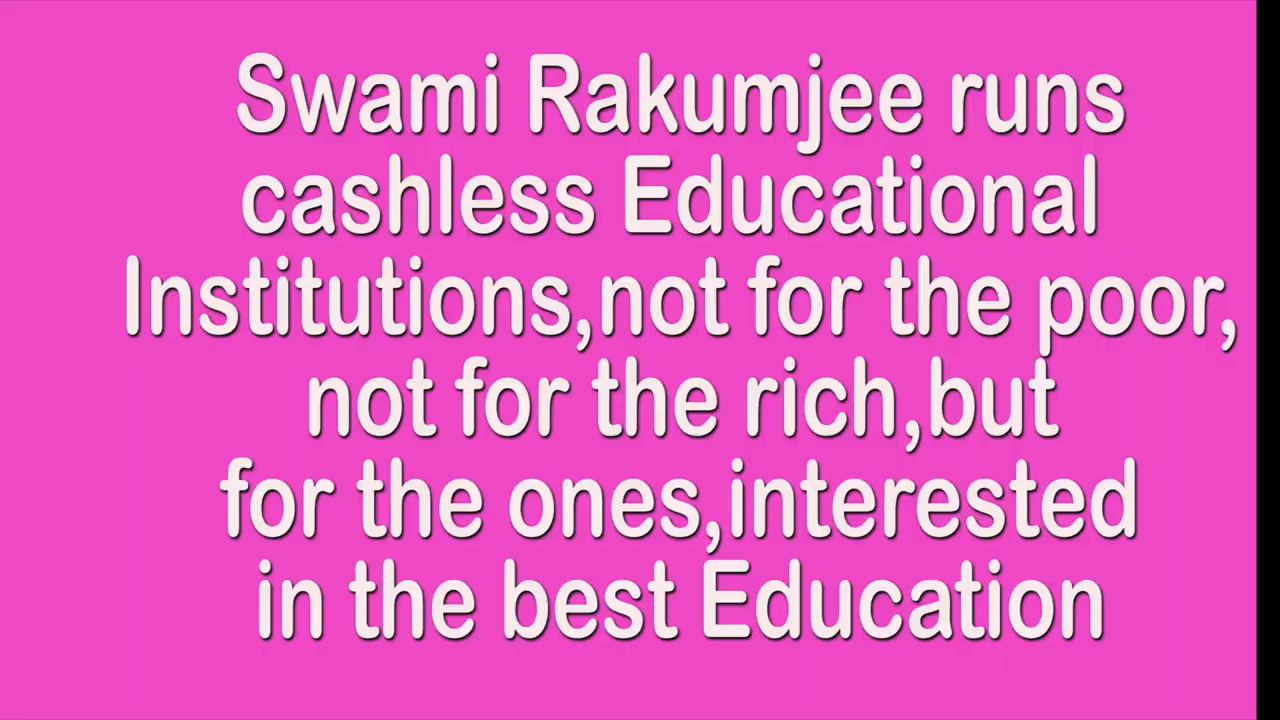 Swami Rakumjee runs
cashless Educational
Institutions,not for the poor,
not for the rich,but
for the ones,interested
in the best Education